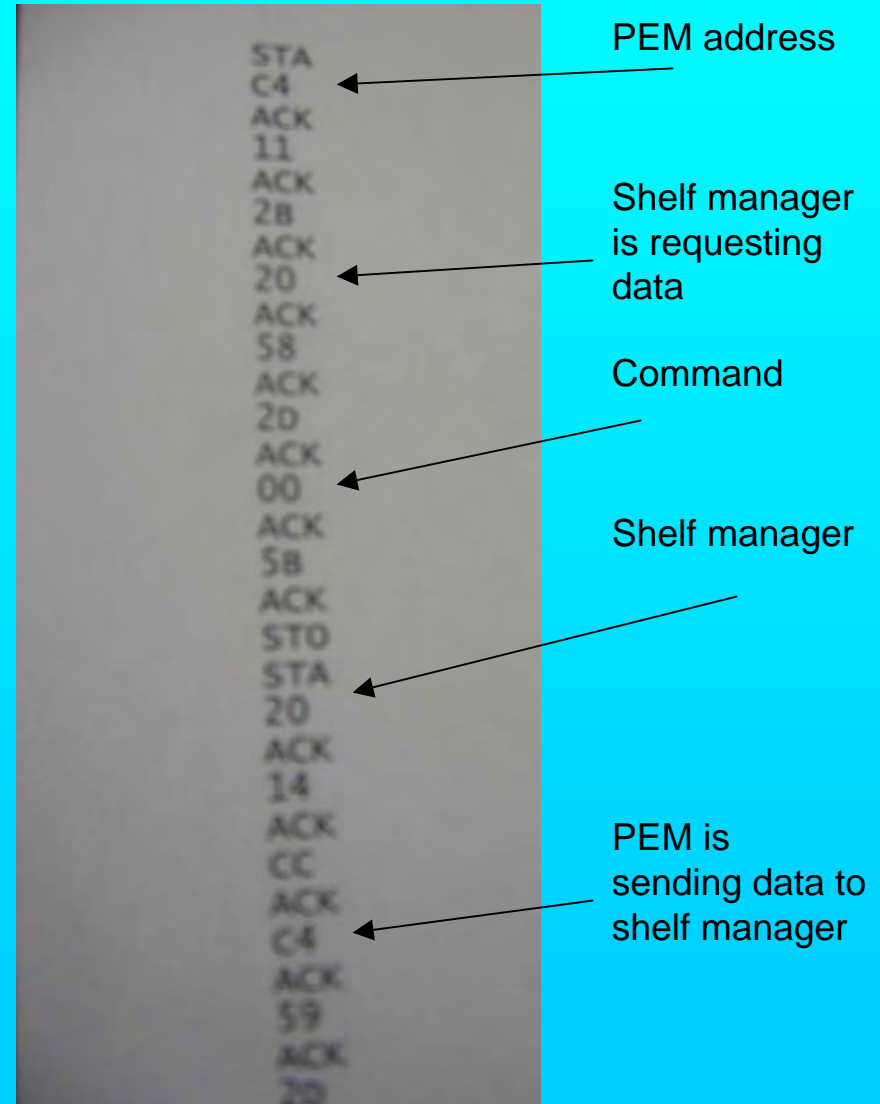 STA
C4
ACK
11
ACK
2B
ACK
20
ACK
58
ACK
2D
ACK
00
ACK
5B
ACK
STO
STA
20
ACK
14
ACK
CC
ACK
C4
ACK
59
ACK
2D
PEM address
Shelf manager
is requesting
data
Command
Shelf manager
PEM is
sending data to
shelf manager